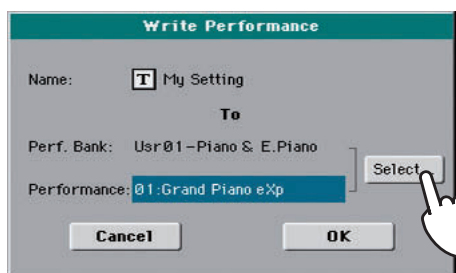 Write Performance
Name: T My Setting
To
Perf. Bank: Usr01-Piano & E.Piano
Select
Performance: 01:Grand Piano eXp
Cancel OK